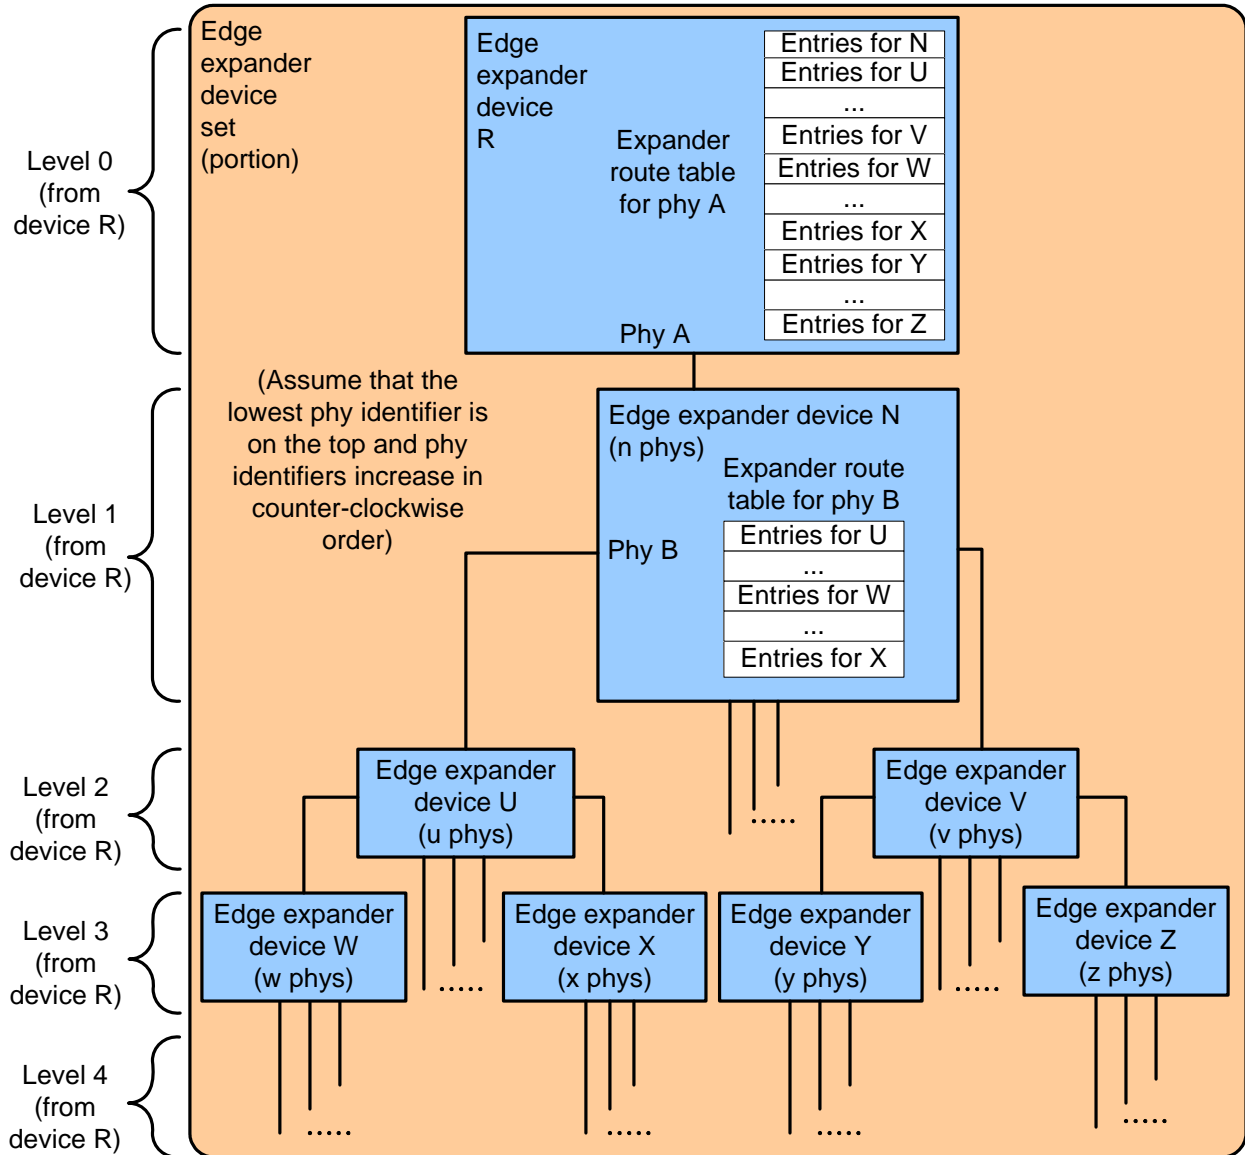 Edge
expander
device
set
(portion)
Level 0
(from
device R)
Edge
expander
device
R
Expander
route table
for phy A
Entries for N
Entries for U
...
Entries for V
Entries for W
...
Entries for X
Entries for Y
...
Entries for Z
Phy A
(Assume that the
lowest phy identifier is
on the top and phy
identifiers increase in
counter-clockwise
order)
Level 1
(from
device R)
Edge expander device N
(n phys)
Expander route
table for phy B
Phy B
Entries for U
...
Entries for W
...
Entries for X
Level 2
(from
device R)
Edge expander
device U
(u phys)
.....
Edge expander
device V
(v phys)
Level 3
(from
device R)
Edge expander
device W
(w phys)
.....
Edge expander
device X
(x phys)
Edge expander
device Y
(y phys)
.....
Edge expander
device Z
(z phys)
Level 4
(from
device R)
.....
.....
.....
.....